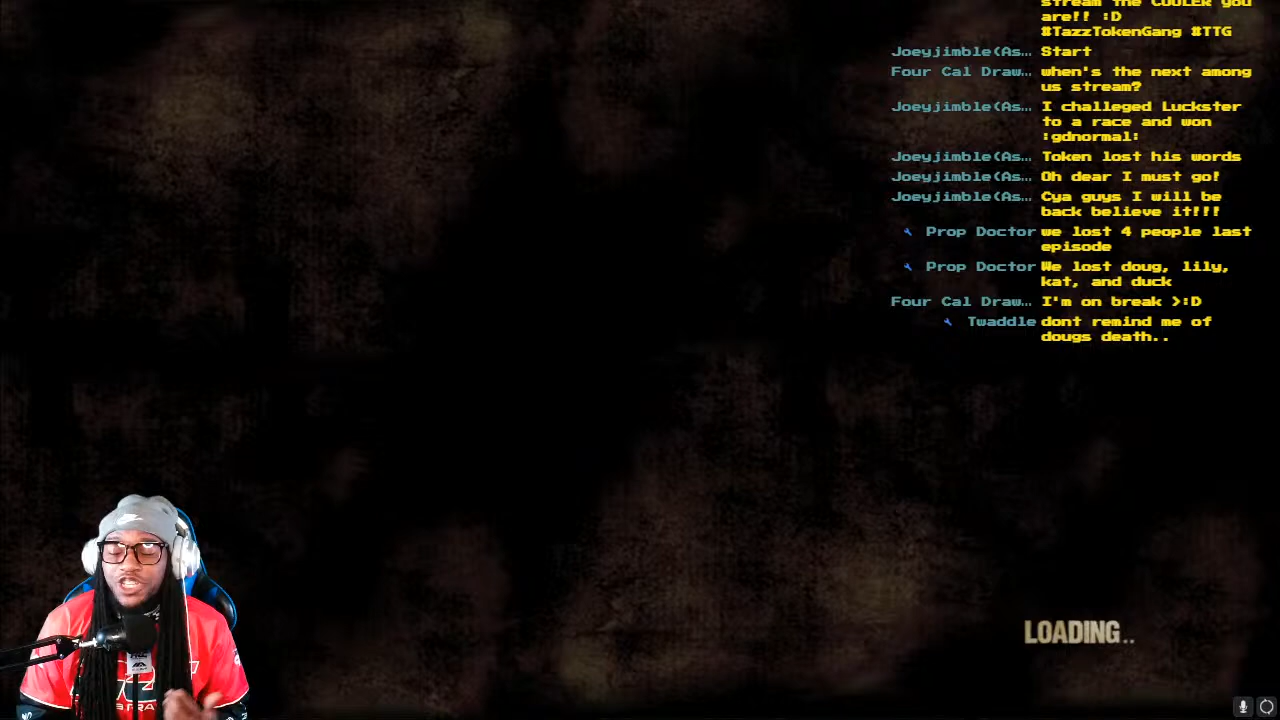 stream the COOLER you
are!! :D
#TazzTokenGang #TTG
Joeyjimble(As… Start
Four Cal Draw… when's the next among
us stream?
Joeyjimble(As… I challeged Luckster
to a race and won
:gdnormal:
Joeyjimble(As… Token lost his words
Joeyjimble(As… Oh dear I must go!
Joeyjimble(As… Cya guys I will be
back believe it!!!
Prop Doctor we lost 4 people last
episode
Prop Doctor We lost doug, lily,
kat, and duck
Four Cal Draw… I'm on break >:D
Twaddle dont remind me of
dougs death..
LOADING..